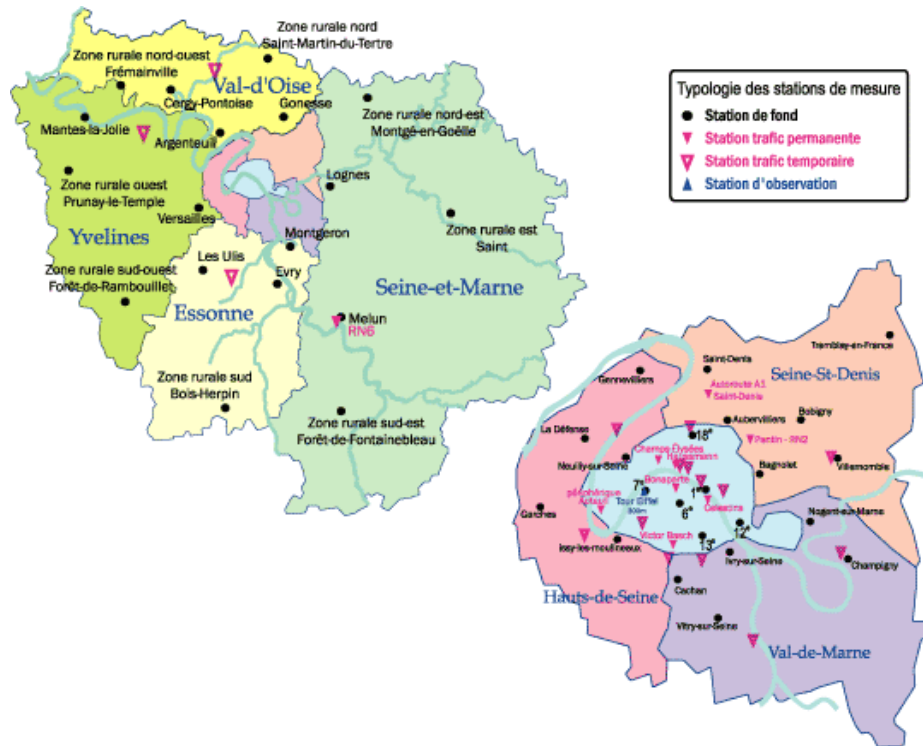 Zone rurale nord
Saint-Martin-du-Tertre
Zone rurale nord-ouest
Frémainville
Val-d'Oise
Cergy-Pontoise
Gonesse
Zone rurale nord-est
Montgé-en-Goëlle
Mantes-la-Jolie
Argenteuil
Zone rurale ouest
Prunay-le-Temple
Lognes
Versailles
Yvelines
Montgeron
Zone rurale est
Saint
Les Ulis
Evry
Zone rurale sud-ouest
Forêt-de-Rambouillet
Essonne
Seine-et-Marne
Melun
RN6
Zone rurale sud
Bois-Herpin
Zone rurale sud-est
Forêt-de-Fontainebleau
Typologie des stations de mesure
Station de fond
Station trafic permanente
Station trafic temporaire
Station d'observation
Tremblay-en-France
Saint-Denis
Seine-St-Denis
Gennevilliers
Autoroute A1
Saint-Denis
Aubervilliers
Bobigny
La Défense
18e
Pantin - RN2
Champs Élysées
Haussmann
Neuilly-sur-Seine
Villemomble
Bagnolet
Bonaparte
7e
1er
Tour Eiffel
300m
périphérique
Auteuil
Célestins
Garches
6e
Nogent-sur-Marne
12e
Victor Basch
13e
Issy-les-moulineaux
Ivry-sur-Seine
Champigny
Cachan
Hauts-de-Seine
Vitry-sur-Seine
Val-de-Marne